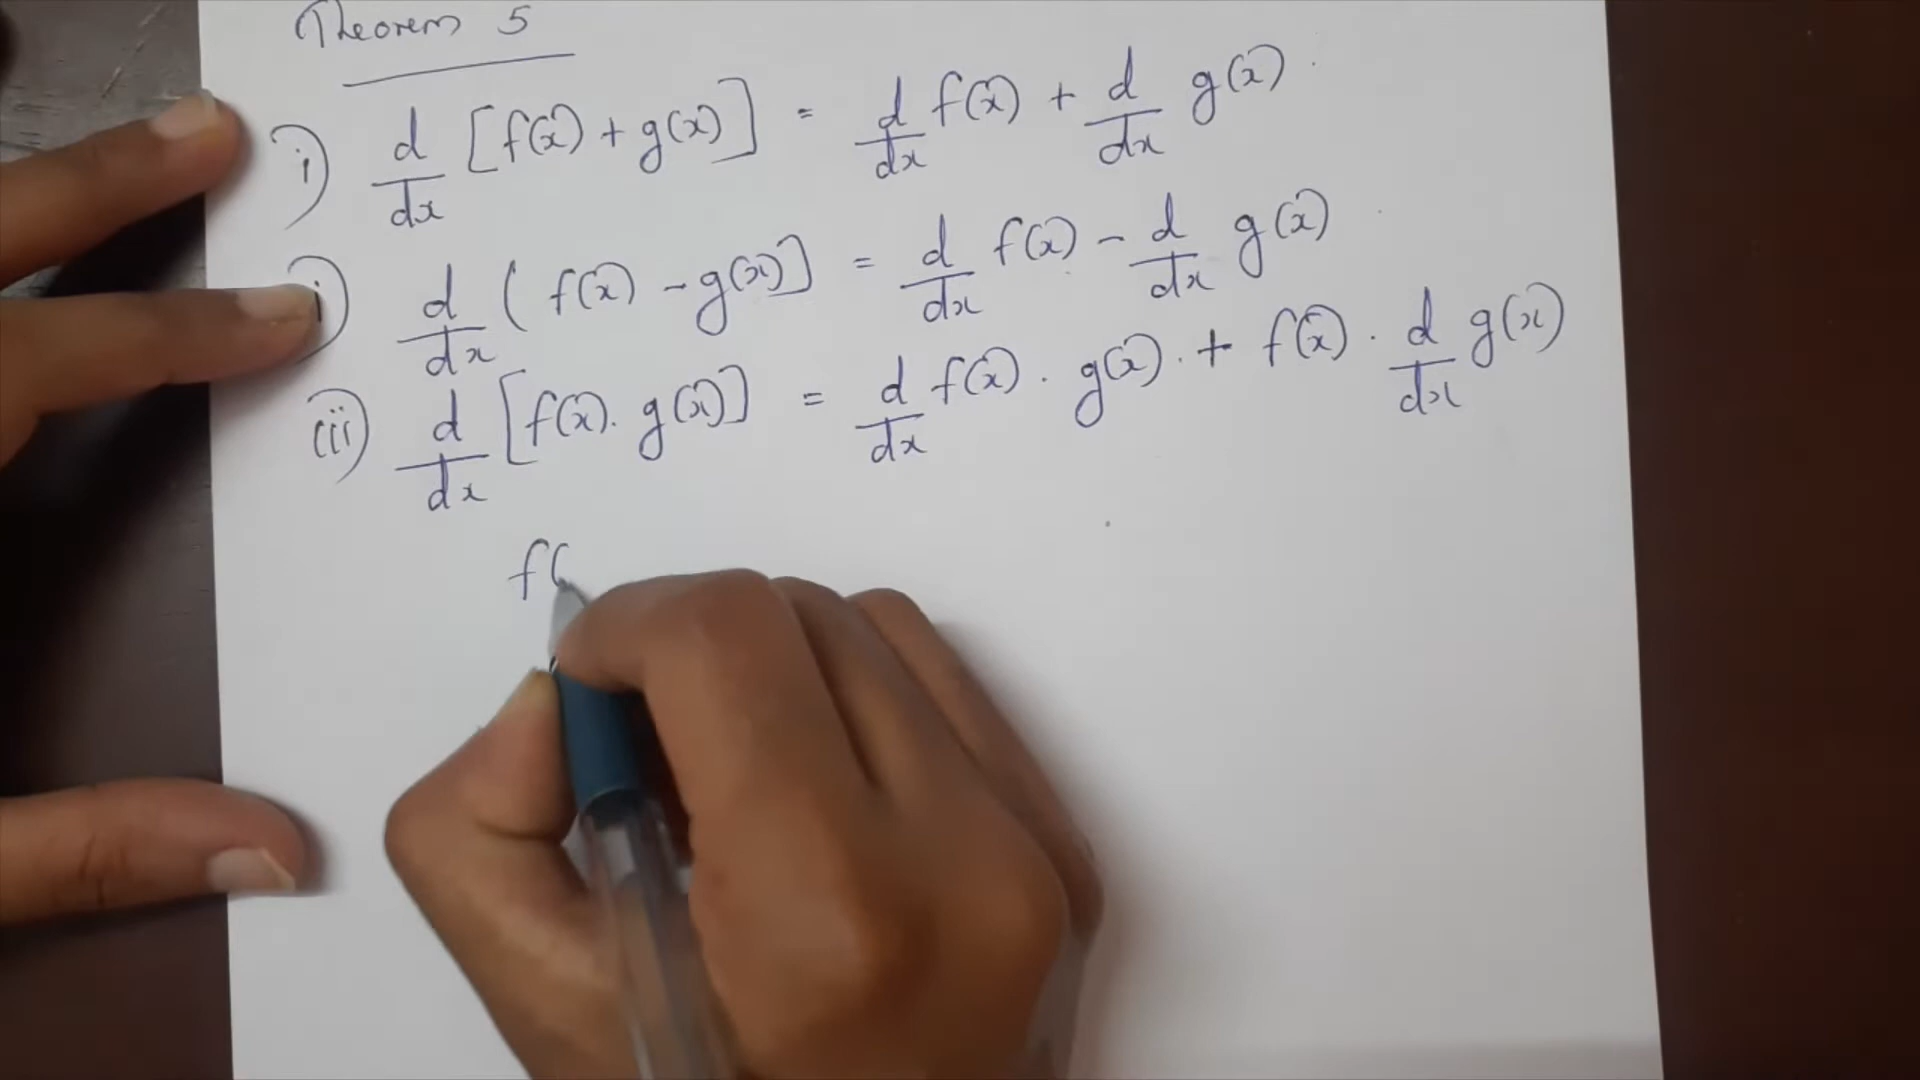 Theorem 5
i) d/dx [f(x) + g(x)] = d/dx f(x) + d/dx g(x).
i) d/dx ( f(x) - g(x)] = d/dx f(x) - d/dx g(x)
(iii) d/dx [f(x). g(x)] = d/dx f(x). g(x). + f(x). d/dx g(x)
f(